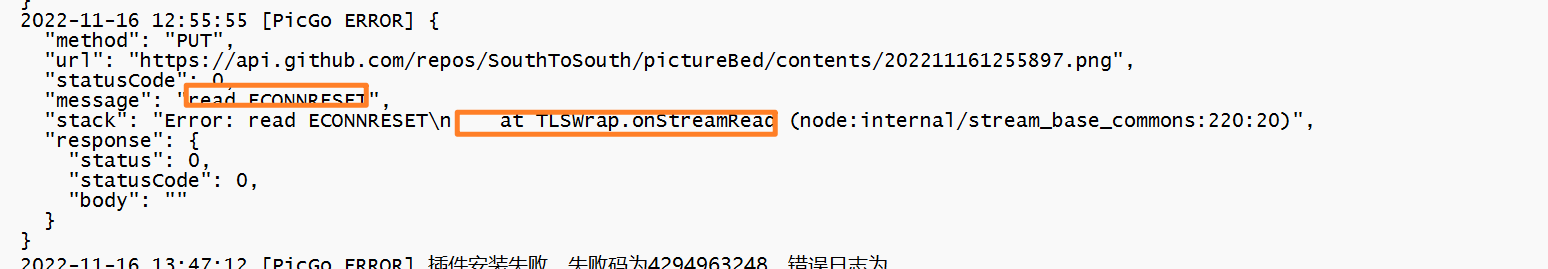 }
2022-11-16 12:55:55 [PicGo ERROR] {
  "method": "PUT",
  "url": "https://api.github.com/repos/SouthToSouth/pictureBed/contents/202211161255897.png",
  "statusCode": 0,
  "message": "read ECONNRESET",
  "stack": "Error: read ECONNRESET\n    at TLSWrap.onStreamRead (node:internal/stream_base_commons:220:20)",
  "response": {
    "status": 0,
    "statusCode": 0,
    "body": ""
  }
}
2022-11-16 13:47:12 [PicGo ERROR] 插件安装失败，失败码为4294963248，错误日志为